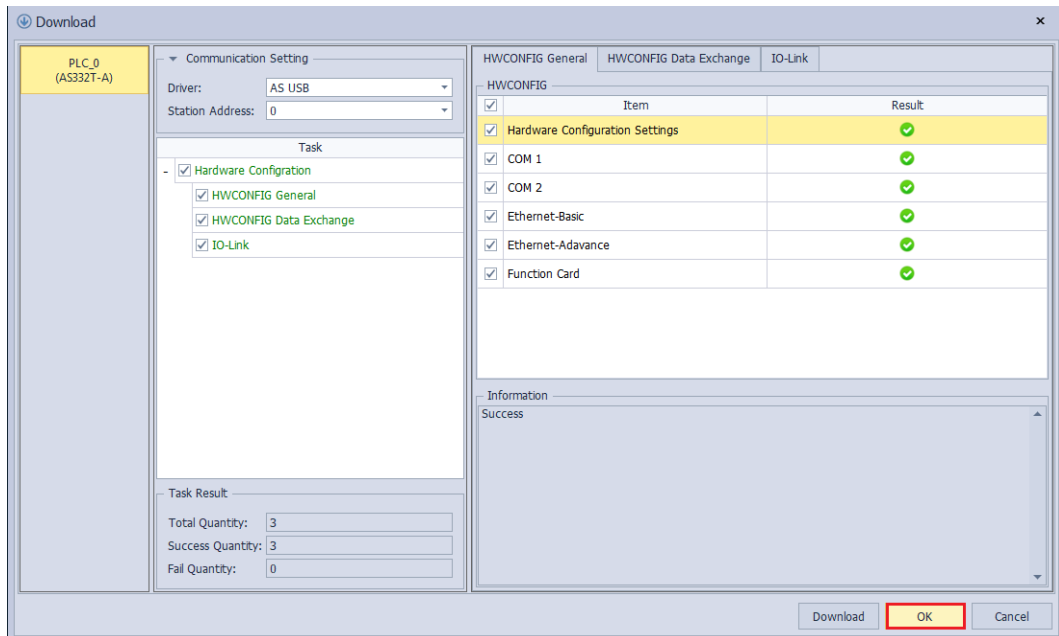 Download
PLC_0
(AS332T-A)
Communication Setting
Driver: AS USB
Station Address: 0
Task
Hardware Configration
HWCONFIG General
HWCONFIG Data Exchange
IO-Link
Task Result
Total Quantity: 3
Success Quantity: 3
Fail Quantity: 0
HWCONFIG General HWCONFIG Data Exchange IO-Link
HWCONFIG
Item Result
Hardware Configuration Settings
COM 1
COM 2
Ethernet-Basic
Ethernet-Adavance
Function Card
Information
Success
Download OK Cancel